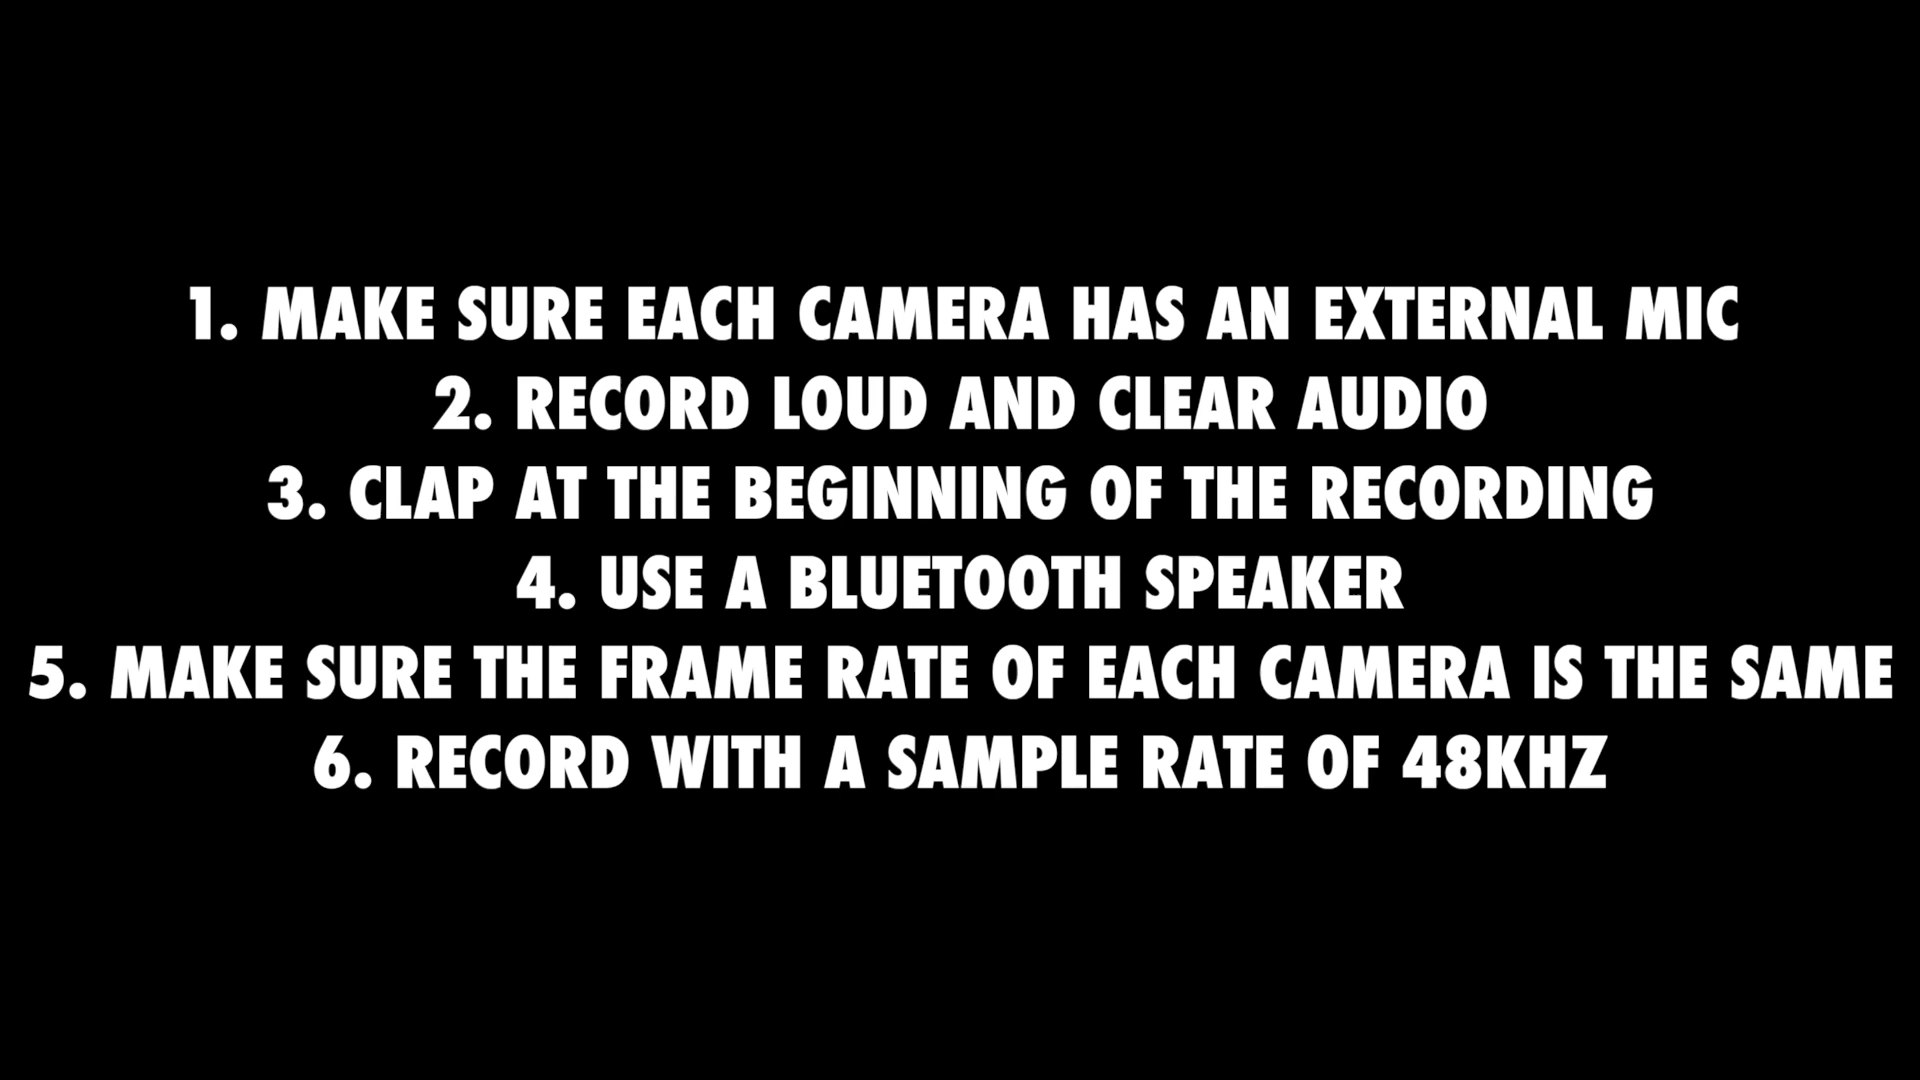 1. MAKE SURE EACH CAMERA HAS AN EXTERNAL MIC
2. RECORD LOUD AND CLEAR AUDIO
3. CLAP AT THE BEGINNING OF THE RECORDING
4. USE A BLUETOOTH SPEAKER
5. MAKE SURE THE FRAME RATE OF EACH CAMERA IS THE SAME
6. RECORD WITH A SAMPLE RATE OF 48KHZ